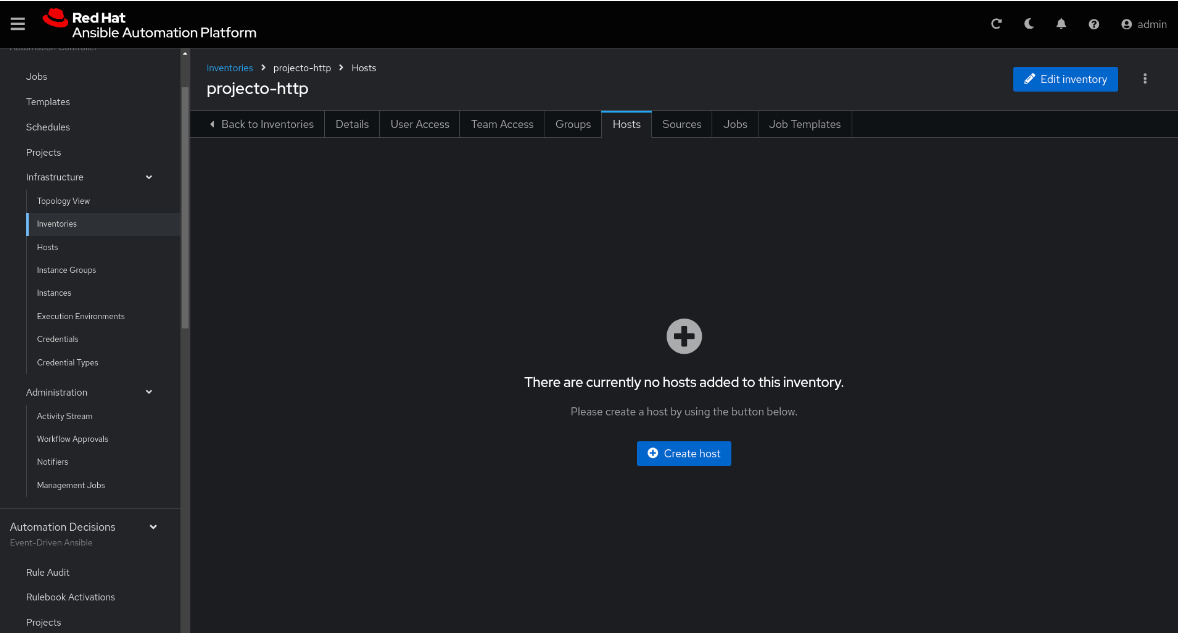 Red Hat
Ansible Automation Platform
admin
Automation Controller
Jobs
Templates
Schedules
Projects
Infrastructure
Topology View
Inventories
Hosts
Instance Groups
Instances
Execution Environments
Credentials
Credential Types
Administration
Activity Stream
Workflow Approvals
Notifiers
Management Jobs
Automation Decisions
Event-Driven Ansible
Rule Audit
Rulebook Activations
Projects
Inventories > projecto-http > Hosts
projecto-http
Edit inventory
Back to Inventories Details User Access Team Access Groups Hosts Sources Jobs Job Templates
There are currently no hosts added to this inventory.
Please create a host by using the button below.
Create host